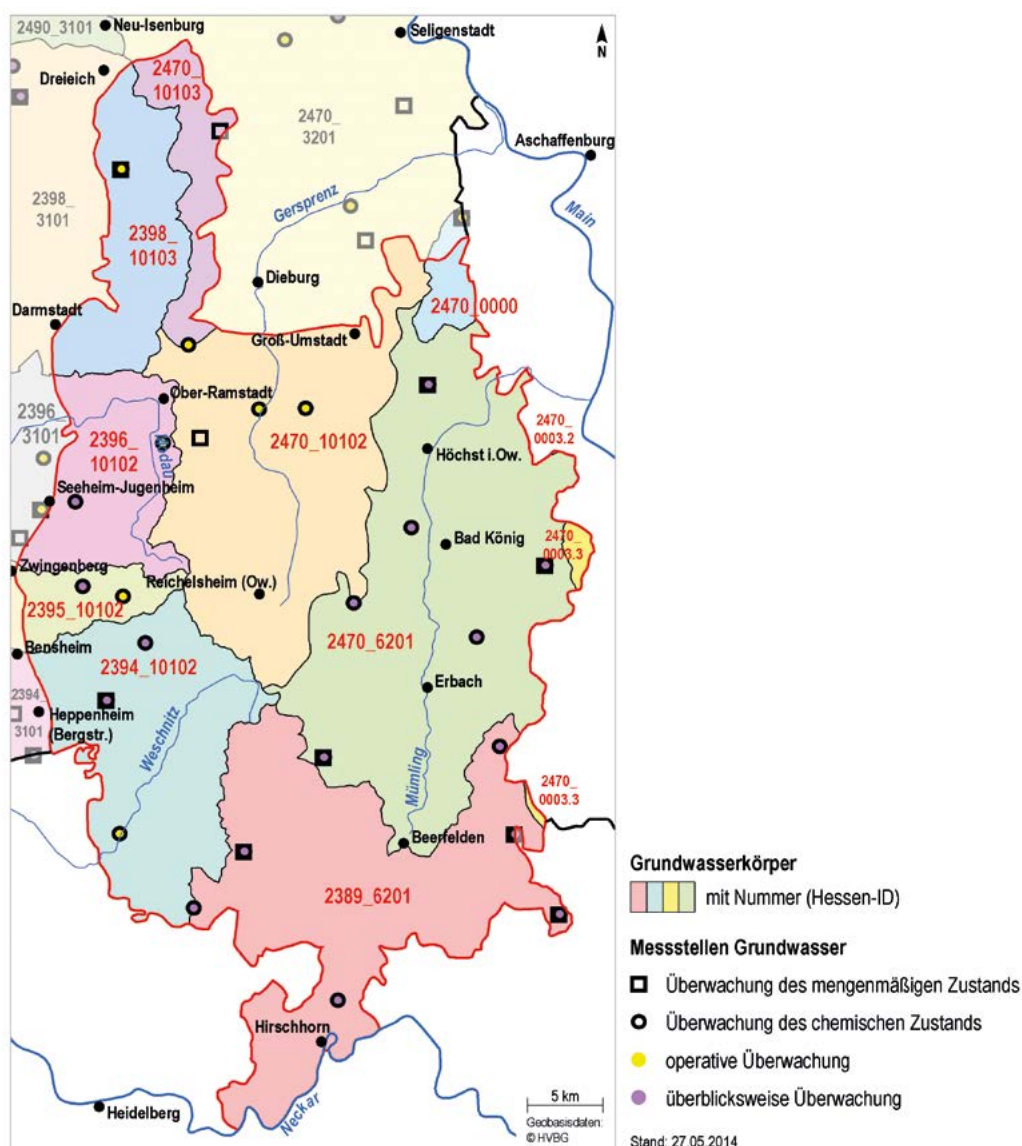 2490_3101
Neu-Isenburg
Seligenstadt
N
Dreieich
2470_
10103
2470_
3201
Aschaffenburg
2398_
3101
Gersprenz
Main
2398_
10103
Dieburg
2470_0000
Darmstadt
Groß-Umstadt
Ober-Ramstadt
2396_
3101
2396_
10102
2470_10102
2470_
0003.2
Höchst i.Ow.
Seeheim-Jugenheim
Bad König
2470_
0003.3
Zwingenberg
Reichelsheim (Ow.)
2395_10102
2470_6201
Bensheim
2394_10102
Erbach
2394_
3101
Heppenheim
(Bergstr.)
Weschnitz
Mümling
2470_
0003.3
Beerfelden
2389_6201
Hirschhorn
Heidelberg
Neckar
5 km
Geobasisdaten:
© HVBG
Grundwasserkörper
mit Nummer (Hessen-ID)
Messstellen Grundwasser
Überwachung des mengenmäßigen Zustands
Überwachung des chemischen Zustands
operative Überwachung
überblicksweise Überwachung
Stand: 27.05.2014